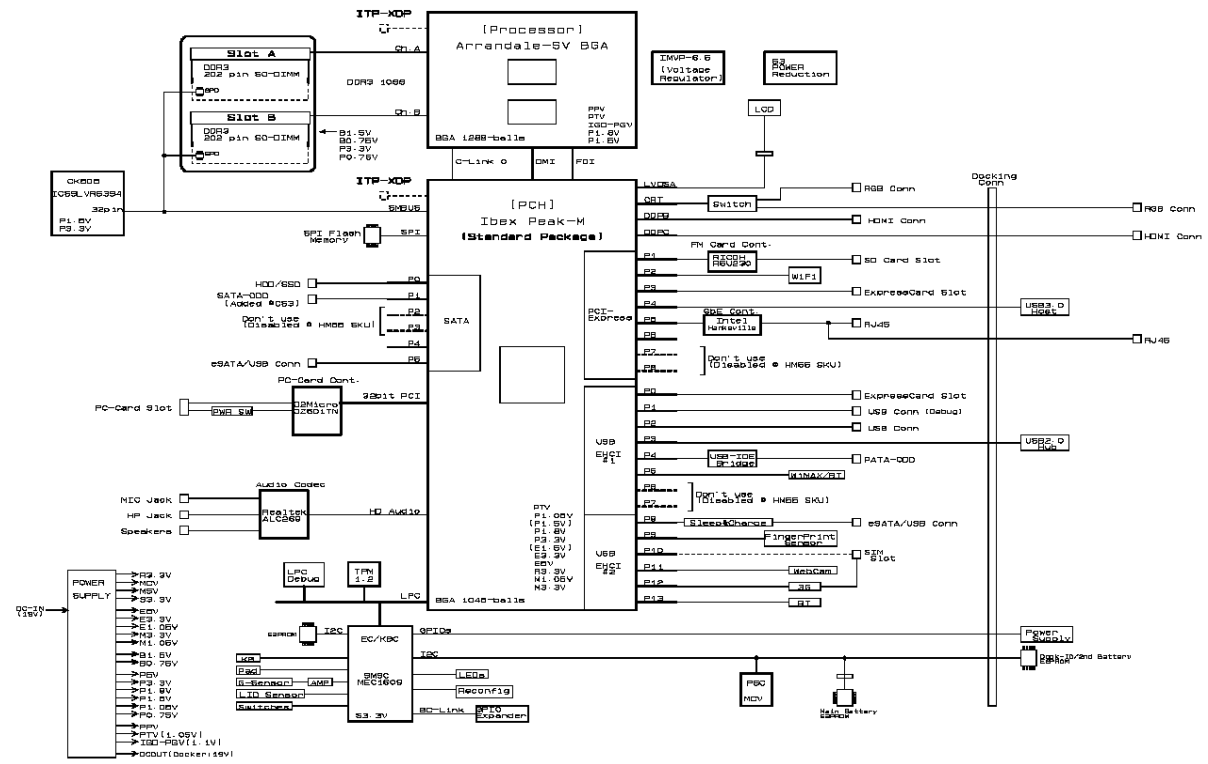 ITP-XDP
[Processor]
Arrandale-SV BGA
Ch.A
DDR3 1066
Ch.B
PPV
PTV
IGD-PGV
P1.8V
P1.5V
BGA 1288-balls
Slot A
DDR3
202 pin SO-DIMM
SPD
Slot B
DDR3
202 pin SO-DIMM
SPD
B1.5V
B0.75V
P3.3V
P0.75V
IMVP-6.5
(Voltage
Regulator)
S3
POWER
Reduction
LCD
C-Link 0
DMI
FDI
CK505
32pin
P1.5V
P3.3V
ITP-XDP
SMBUS
SPI Flash
Memory
SPI
[PCH]
Ibex Peak-M
(Standard Package)
LVDSA
CRT
DDPB
DDPC
Switch
Docking
Conn
RGB Conn
RGB Conn
HDMI Conn
HDMI Conn
FM Card Cont.
P1
RICOH
SD Card Slot
P2
WiFi
P3
ExpressCard Slot
P4
USB3.0
Host
GbE Cont.
P5
Intel
Hanksville
RJ45
P6
RJ45
P7
P8
Don't use
(Disabled @ HM55 SKU)
PCI-
Express
HDD/SSD
P0
SATA-ODD
(Added @C53)
P1
Don't use
(Disabled @ HM55 SKU)
P2
P3
P4
eSATA/USB Conn
P5
SATA
PC-Card Cont.
PC-Card Slot
PWR SW
O2Micro
OZ601TN
32bit PCI
P0
ExpressCard Slot
P1
USB Conn (Debug)
P2
USB Conn
P3
USB2.0
Hub
P4
USB-IDE
Bridge
PATA-ODD
P5
WiMAX/BT
P6
P7
Don't use
(Disabled @ HM55 SKU)
USB
EHCI
#1
Audio Codec
MIC Jack
HP Jack
Speakers
Realtek
ALC269
HD Audio
PTV
P1.05V
(P1.5V)
P1.8V
P3.3V
(E1.5V)
E3.3V
E5V
R3.3V
M1.05V
M3.3V
USB
EHCI
#2
P8
Sleep&Charge
eSATA/USB Conn
P9
FingerPrint
Sensor
P10
SIM
Slot
P11
WebCam
P12
3G
P13
BT
LPC
Debug
TPM
1.2
LPC
DC-IN
(19V)
POWER
SUPPLY
R3.3V
MCV
M5V
S3.3V
E5V
E3.3V
E1.05V
M3.3V
M1.05V
B1.5V
B0.75V
P5V
P3.3V
P1.8V
P1.5V
P1.05V
P0.75V
PPV
PTV(1.05V)
IGD-PGV(1.1V)
DCOUT(Docker:19V)
EEPROM
I2C
EC/KBC
SMSC
MEC1609
S3.3V
GPIOs
I2C
KB
Pad
G-Sensor
AMP
LID Sensor
Switches
LEDs
Reconfig
BC-Link
GPIO
Expander
PSC
MCV
Main Battery
EEPROM
Power
Supply
Dock-ID/2nd Battery
EEPROM